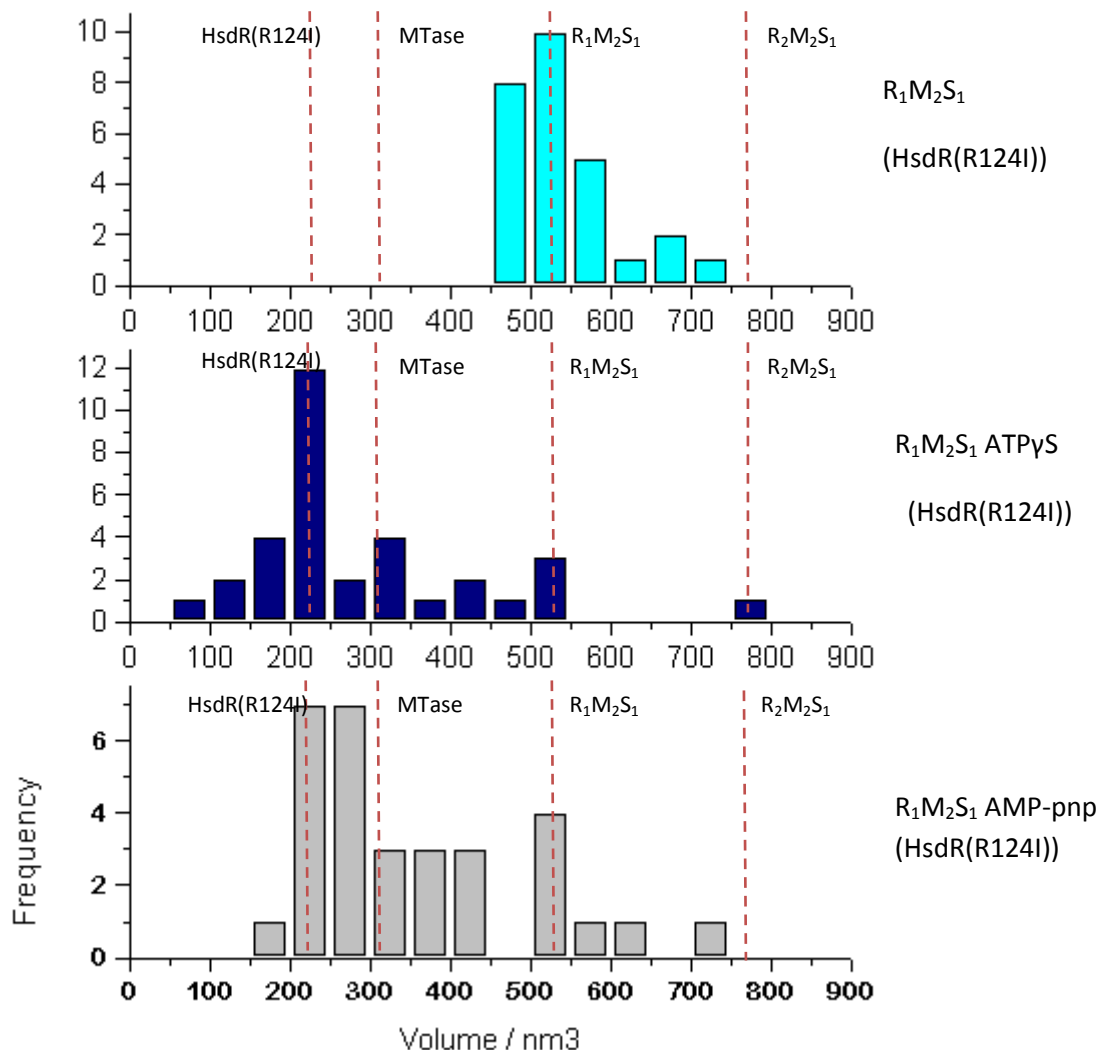 HsdR(R124I) MTase R₁M₂S₁ R₂M₂S₁
10
8
6
4
2
0
0 100 200 300 400 500 600 700 800 900
R₁M₂S₁
(HsdR(R124I))
HsdR(R124I) MTase R₁M₂S₁ R₂M₂S₁
12
10
8
6
4
2
0
0 100 200 300 400 500 600 700 800 900
R₁M₂S₁ ATPγS
(HsdR(R124I))
HsdR(R124I) MTase R₁M₂S₁ R₂M₂S₁
6
4
2
0
0 100 200 300 400 500 600 700 800 900
Frequency
Volume / nm3
R₁M₂S₁ AMP-pnp
(HsdR(R124I))